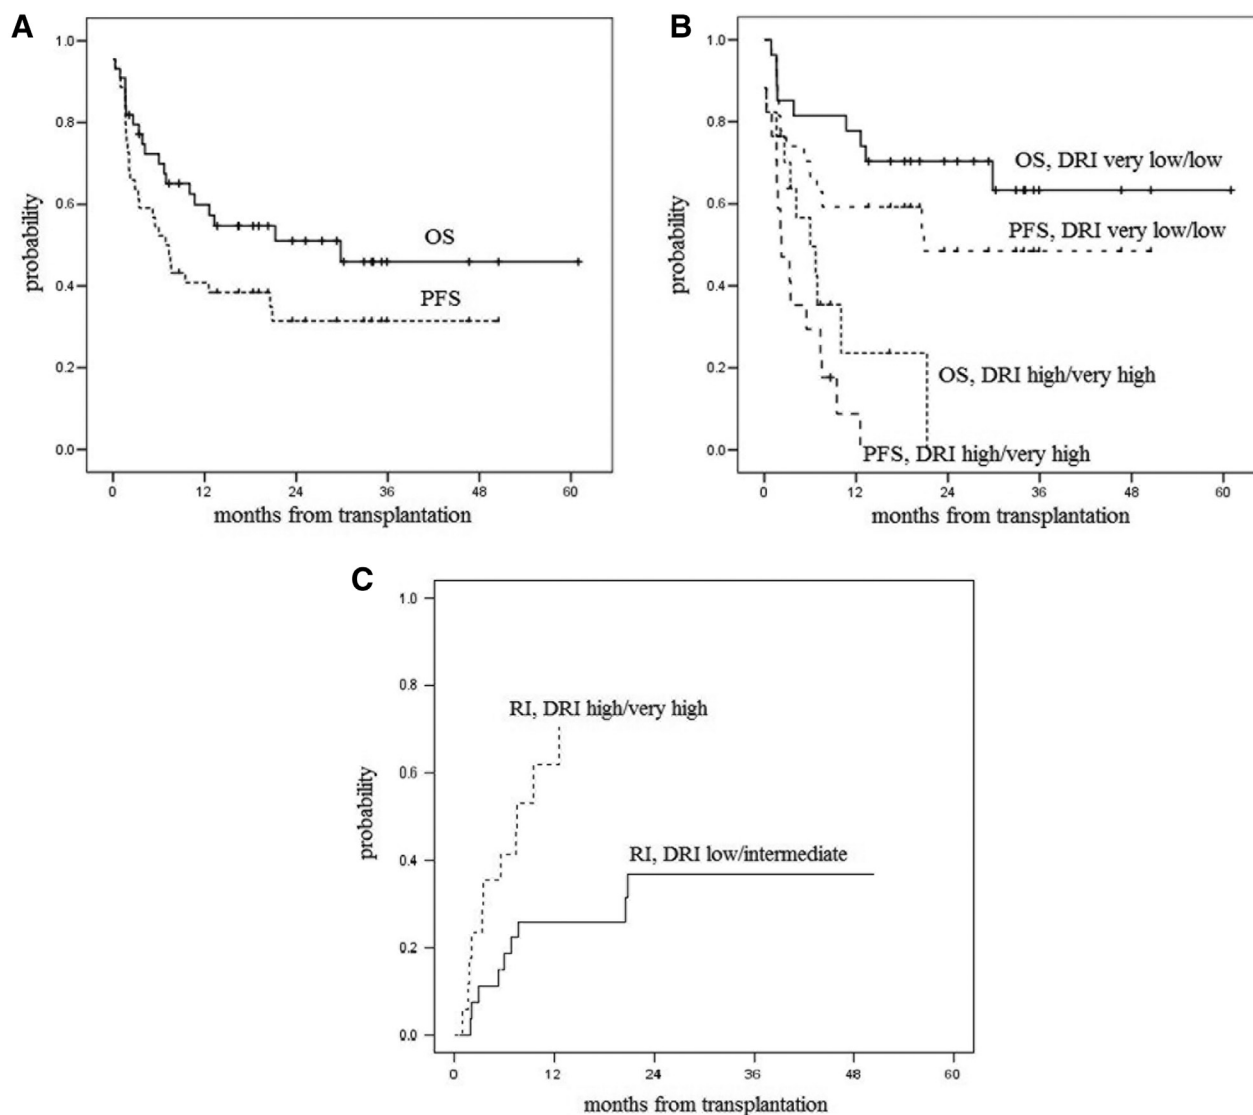 A
1.0
0.8
0.6
0.4
0.2
0.0
probability
OS
PFS
0 12 24 36 48 60
months from transplantation
B
1.0
0.8
0.6
0.4
0.2
0.0
probability
OS, DRI very low/low
PFS, DRI very low/low
OS, DRI high/very high
PFS, DRI high/very high
0 12 24 36 48 60
months from transplantation
C
1.0
0.8
0.6
0.4
0.2
0.0
probability
RI, DRI high/very high
RI, DRI low/intermediate
0 12 24 36 48 60
months from transplantation